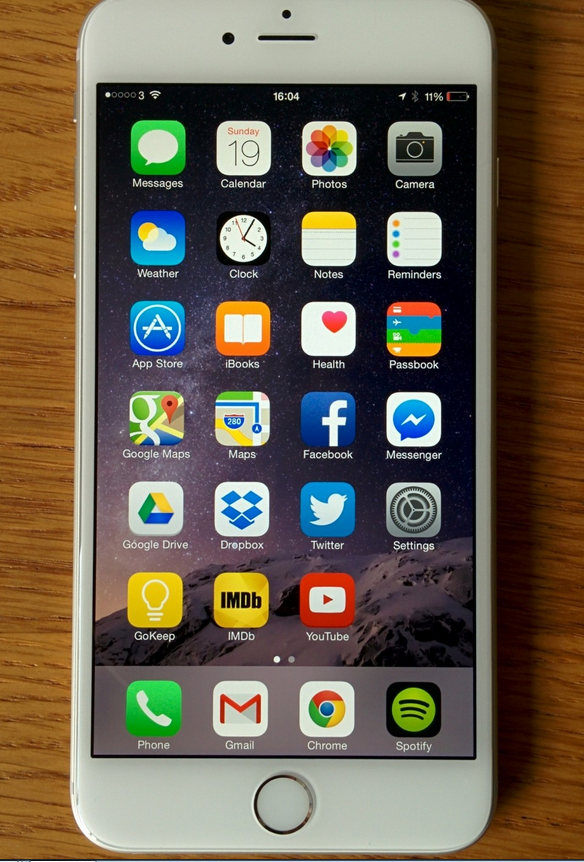 3 16:04 11%
Sunday
19
Messages Calendar Photos Camera
12
Weather Clock Notes Reminders
App Store iBooks Health Passbook
280
Google Maps Maps Facebook Messenger
Google Drive Dropbox Twitter Settings
IMDb
GoKeep IMDb YouTube
Phone Gmail Chrome Spotify